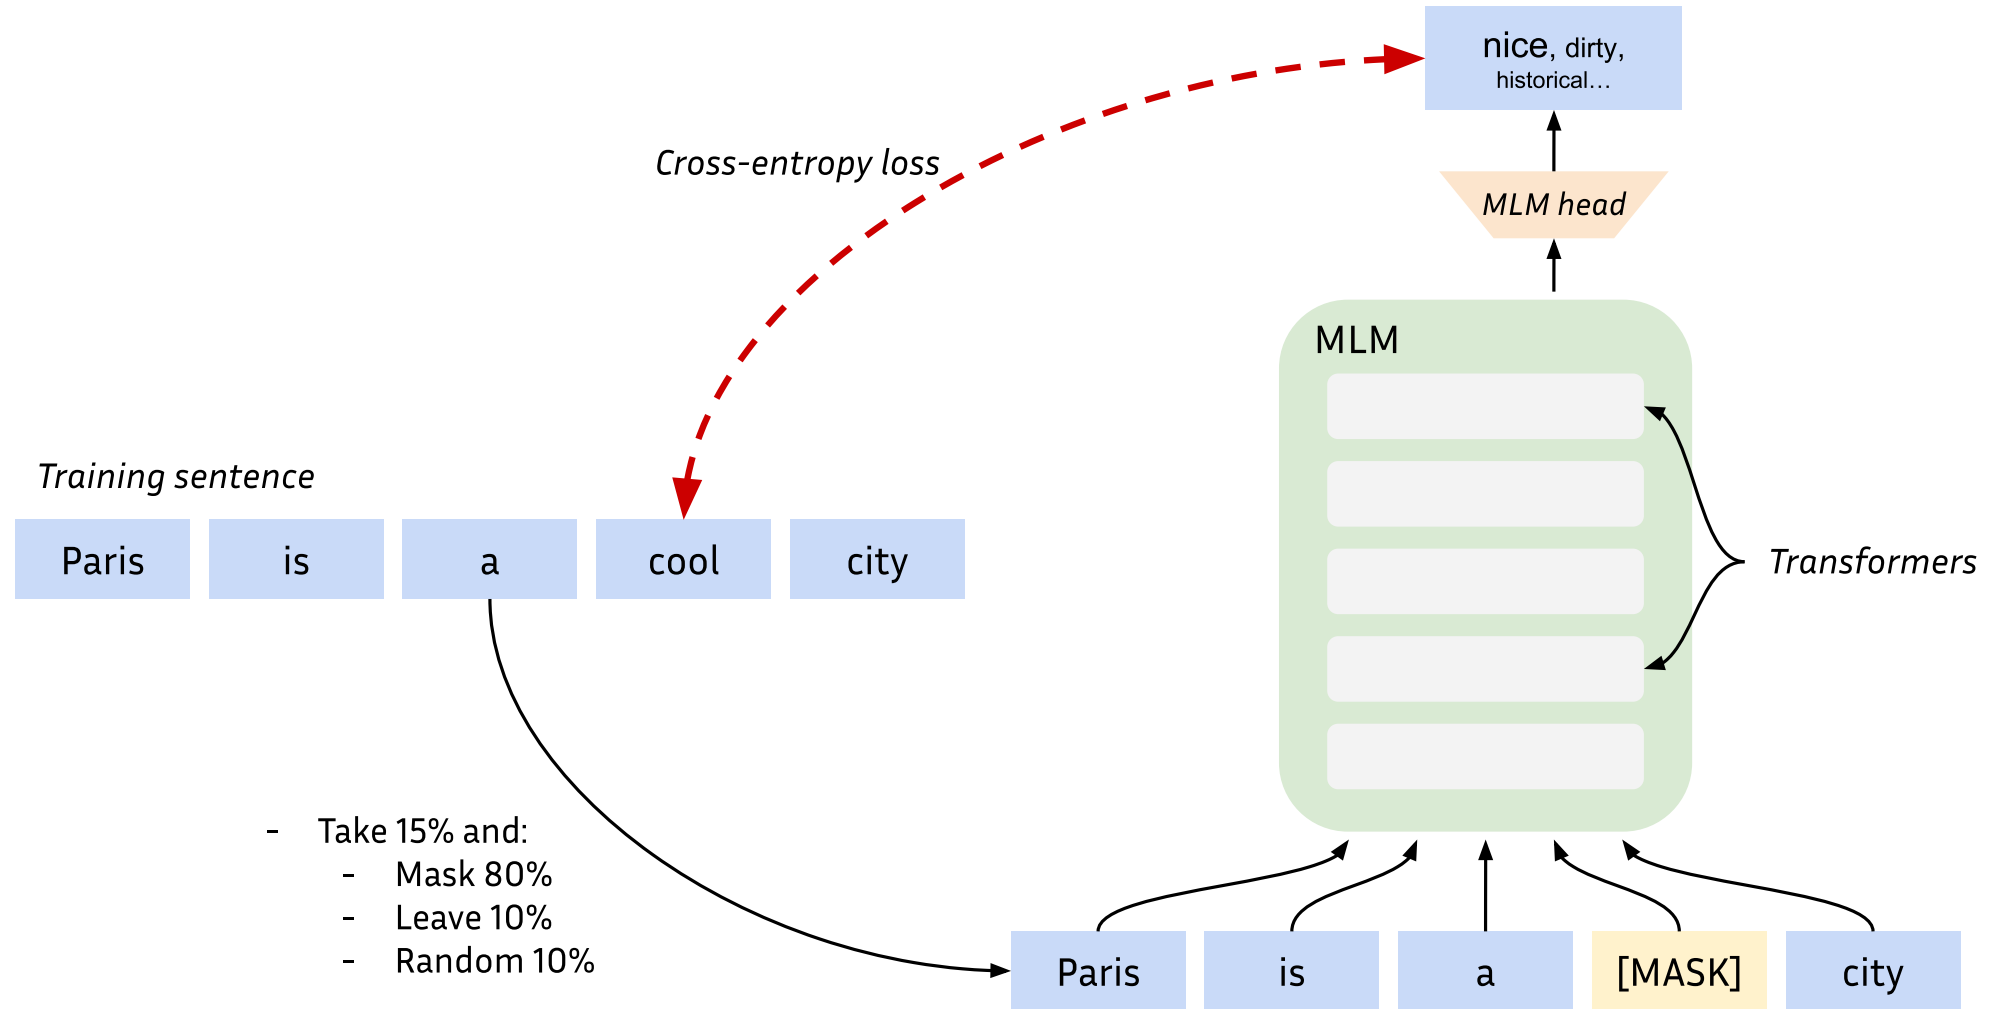 nice, dirty,
historical...
Cross-entropy loss
MLM head
MLM
Training sentence
Paris is a cool city
Transformers
- Take 15% and:
- Mask 80%
- Leave 10%
- Random 10%
Paris is a [MASK] city